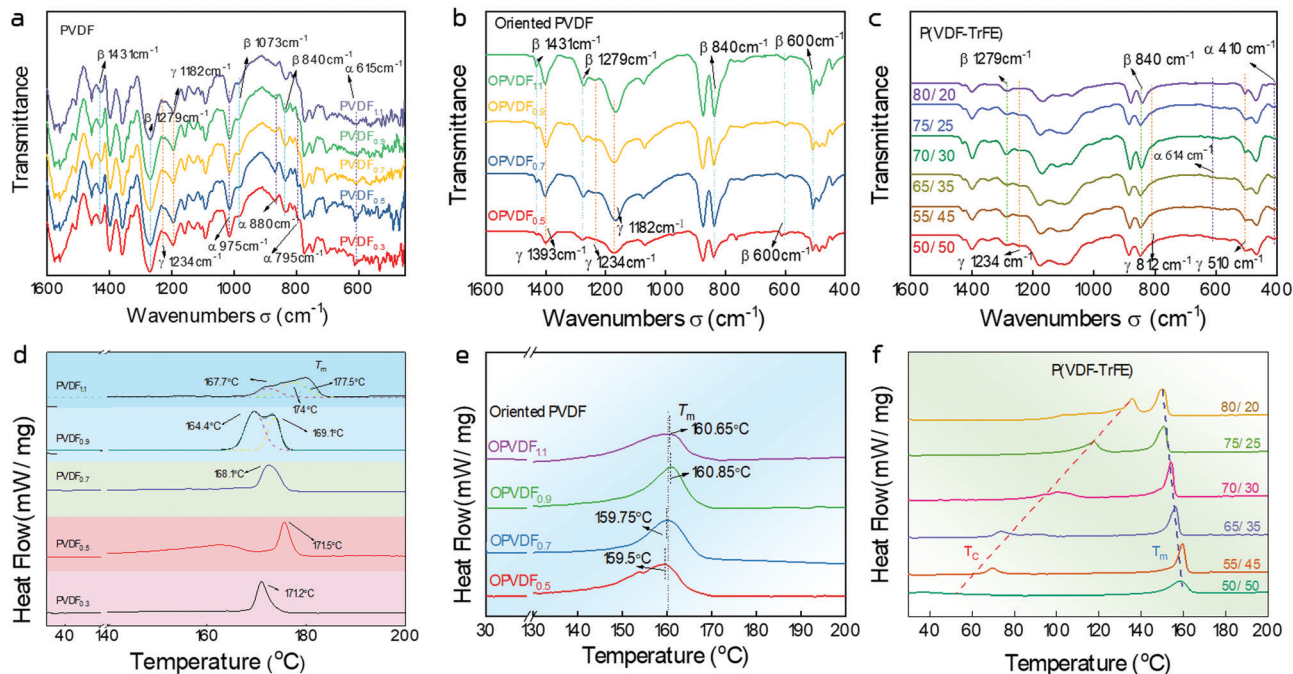 a
PVDF
β 1431cm⁻¹
γ 1182cm⁻¹
β 1073cm⁻¹
β 840cm⁻¹
α 615cm⁻¹
β 1279cm⁻¹
PVDF1.1
PVDF0.9
PVDF0.7
PVDF0.5
PVDF0.3
α 880cm⁻¹
α 975cm⁻¹
α 795cm⁻¹
γ 1234cm⁻¹
Transmittance
1600 1400 1200 1000 800 600
Wavenumbers σ (cm⁻¹)
b
Oriented PVDF
β 1431cm⁻¹
β 1279cm⁻¹
β 840cm⁻¹
β 600cm⁻¹
OPVDF1.1
OPVDF0.9
OPVDF0.7
OPVDF0.5
γ 1182cm⁻¹
γ 1393cm⁻¹
γ 1234cm⁻¹
β 600cm⁻¹
Transmittance
1600 1400 1200 1000 800 600 400
Wavenumbers σ (cm⁻¹)
c
P(VDF-TrFE)
β 1279cm⁻¹
β 840 cm⁻¹
α 410 cm⁻¹
80/ 20
75/ 25
70/ 30
65/ 35
55/ 45
50/ 50
α 614 cm⁻¹
γ 1234 cm⁻¹
γ 812 cm⁻¹
γ 510 cm⁻¹
Transmittance
1600 1400 1200 1000 800 600 400
Wavenumbers σ (cm⁻¹)
d
Tm
PVDF1.1
167.7°C
177.5°C
174°C
PVDF0.9
164.4°C
169.1°C
PVDF0.7
168.1°C
PVDF0.5
171.5°C
PVDF0.3
171.2°C
Heat Flow(mW/ mg)
40 140 160 180 200
Temperature (°C)
e
Oriented PVDF
Tm
OPVDF1.1
160.65°C
OPVDF0.9
160.85°C
OPVDF0.7
159.75°C
OPVDF0.5
159.5°C
Heat Flow(mW/ mg)
30 130 140 150 160 170 190 200
Temperature (°C)
f
P(VDF-TrFE)
80/ 20
75/ 25
70/ 30
65/ 35
55/ 45
50/ 50
TC
Tm
Heat Flow(mW/ mg)
40 60 80 100 120 140 160 180 200
Temperature (°C)